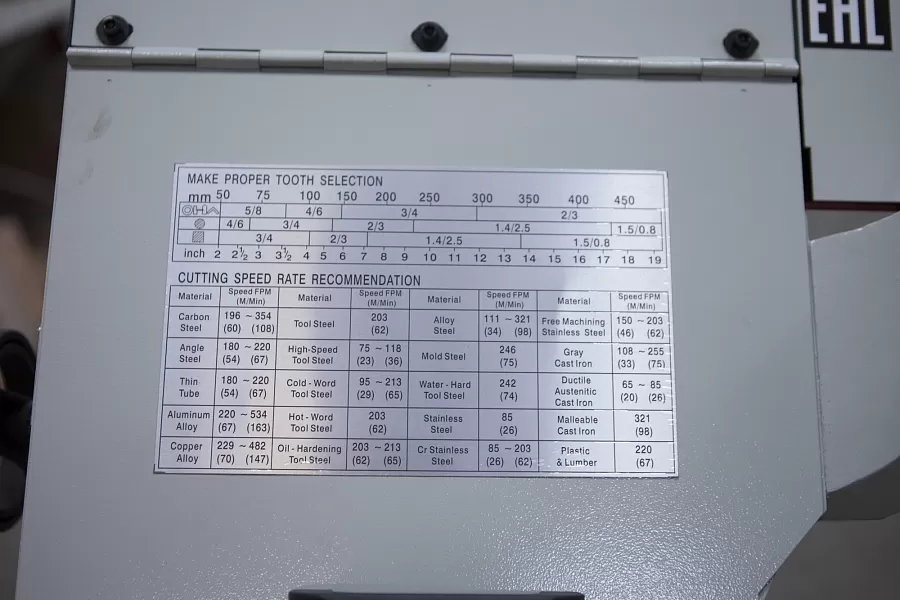 EAC
MAKE PROPER TOOTH SELECTION
mm 50 75 100 150 200 250 300 350 400 450
5/8 4/6 3/4 2/3
4/6 3/4 2/3 1.4/2.5 1.5/0.8
3/4 2/3 1.4/2.5 1.5/0.8
inch 2 2½ 3 3½ 4 5 6 7 8 9 10 11 12 13 14 15 16 17 18 19
CUTTING SPEED RATE RECOMMENDATION
Material Speed FPM (M/Min) Material Speed FPM (M/Min) Material Speed FPM (M/Min) Material Speed FPM (M/Min)
Carbon Steel 196 ~ 354 (60) (108) Tool Steel 203 (62) Alloy Steel 111 ~ 321 (34) (98) Free Machining Stainless Steel 150 ~ 203 (46) (62)
Angle Steel 180 ~ 220 (54) (67) High-Speed Tool Steel 75 ~ 118 (23) (36) Mold Steel 246 (75) Gray Cast Iron 108 ~ 255 (33) (75)
Thin Tube 180 ~ 220 (54) (67) Cold - Word Tool Steel 95 ~ 213 (29) (65) Water - Hard Tool Steel 242 (74) Ductile Austenitic Cast Iron 65 ~ 85 (20) (26)
Aluminum Alloy 220 ~ 534 (67) (163) Hot - Word Tool Steel 203 (62) Stainless Steel 85 (26) Malleable Cast Iron 321 (98)
Copper Alloy 229 ~ 482 (70) (147) Oil - Hardening Tool Steel 203 ~ 213 (62) (65) Cr Stainless Steel 85 ~ 203 (26) (62) Plastic & Lumber 220 (67)